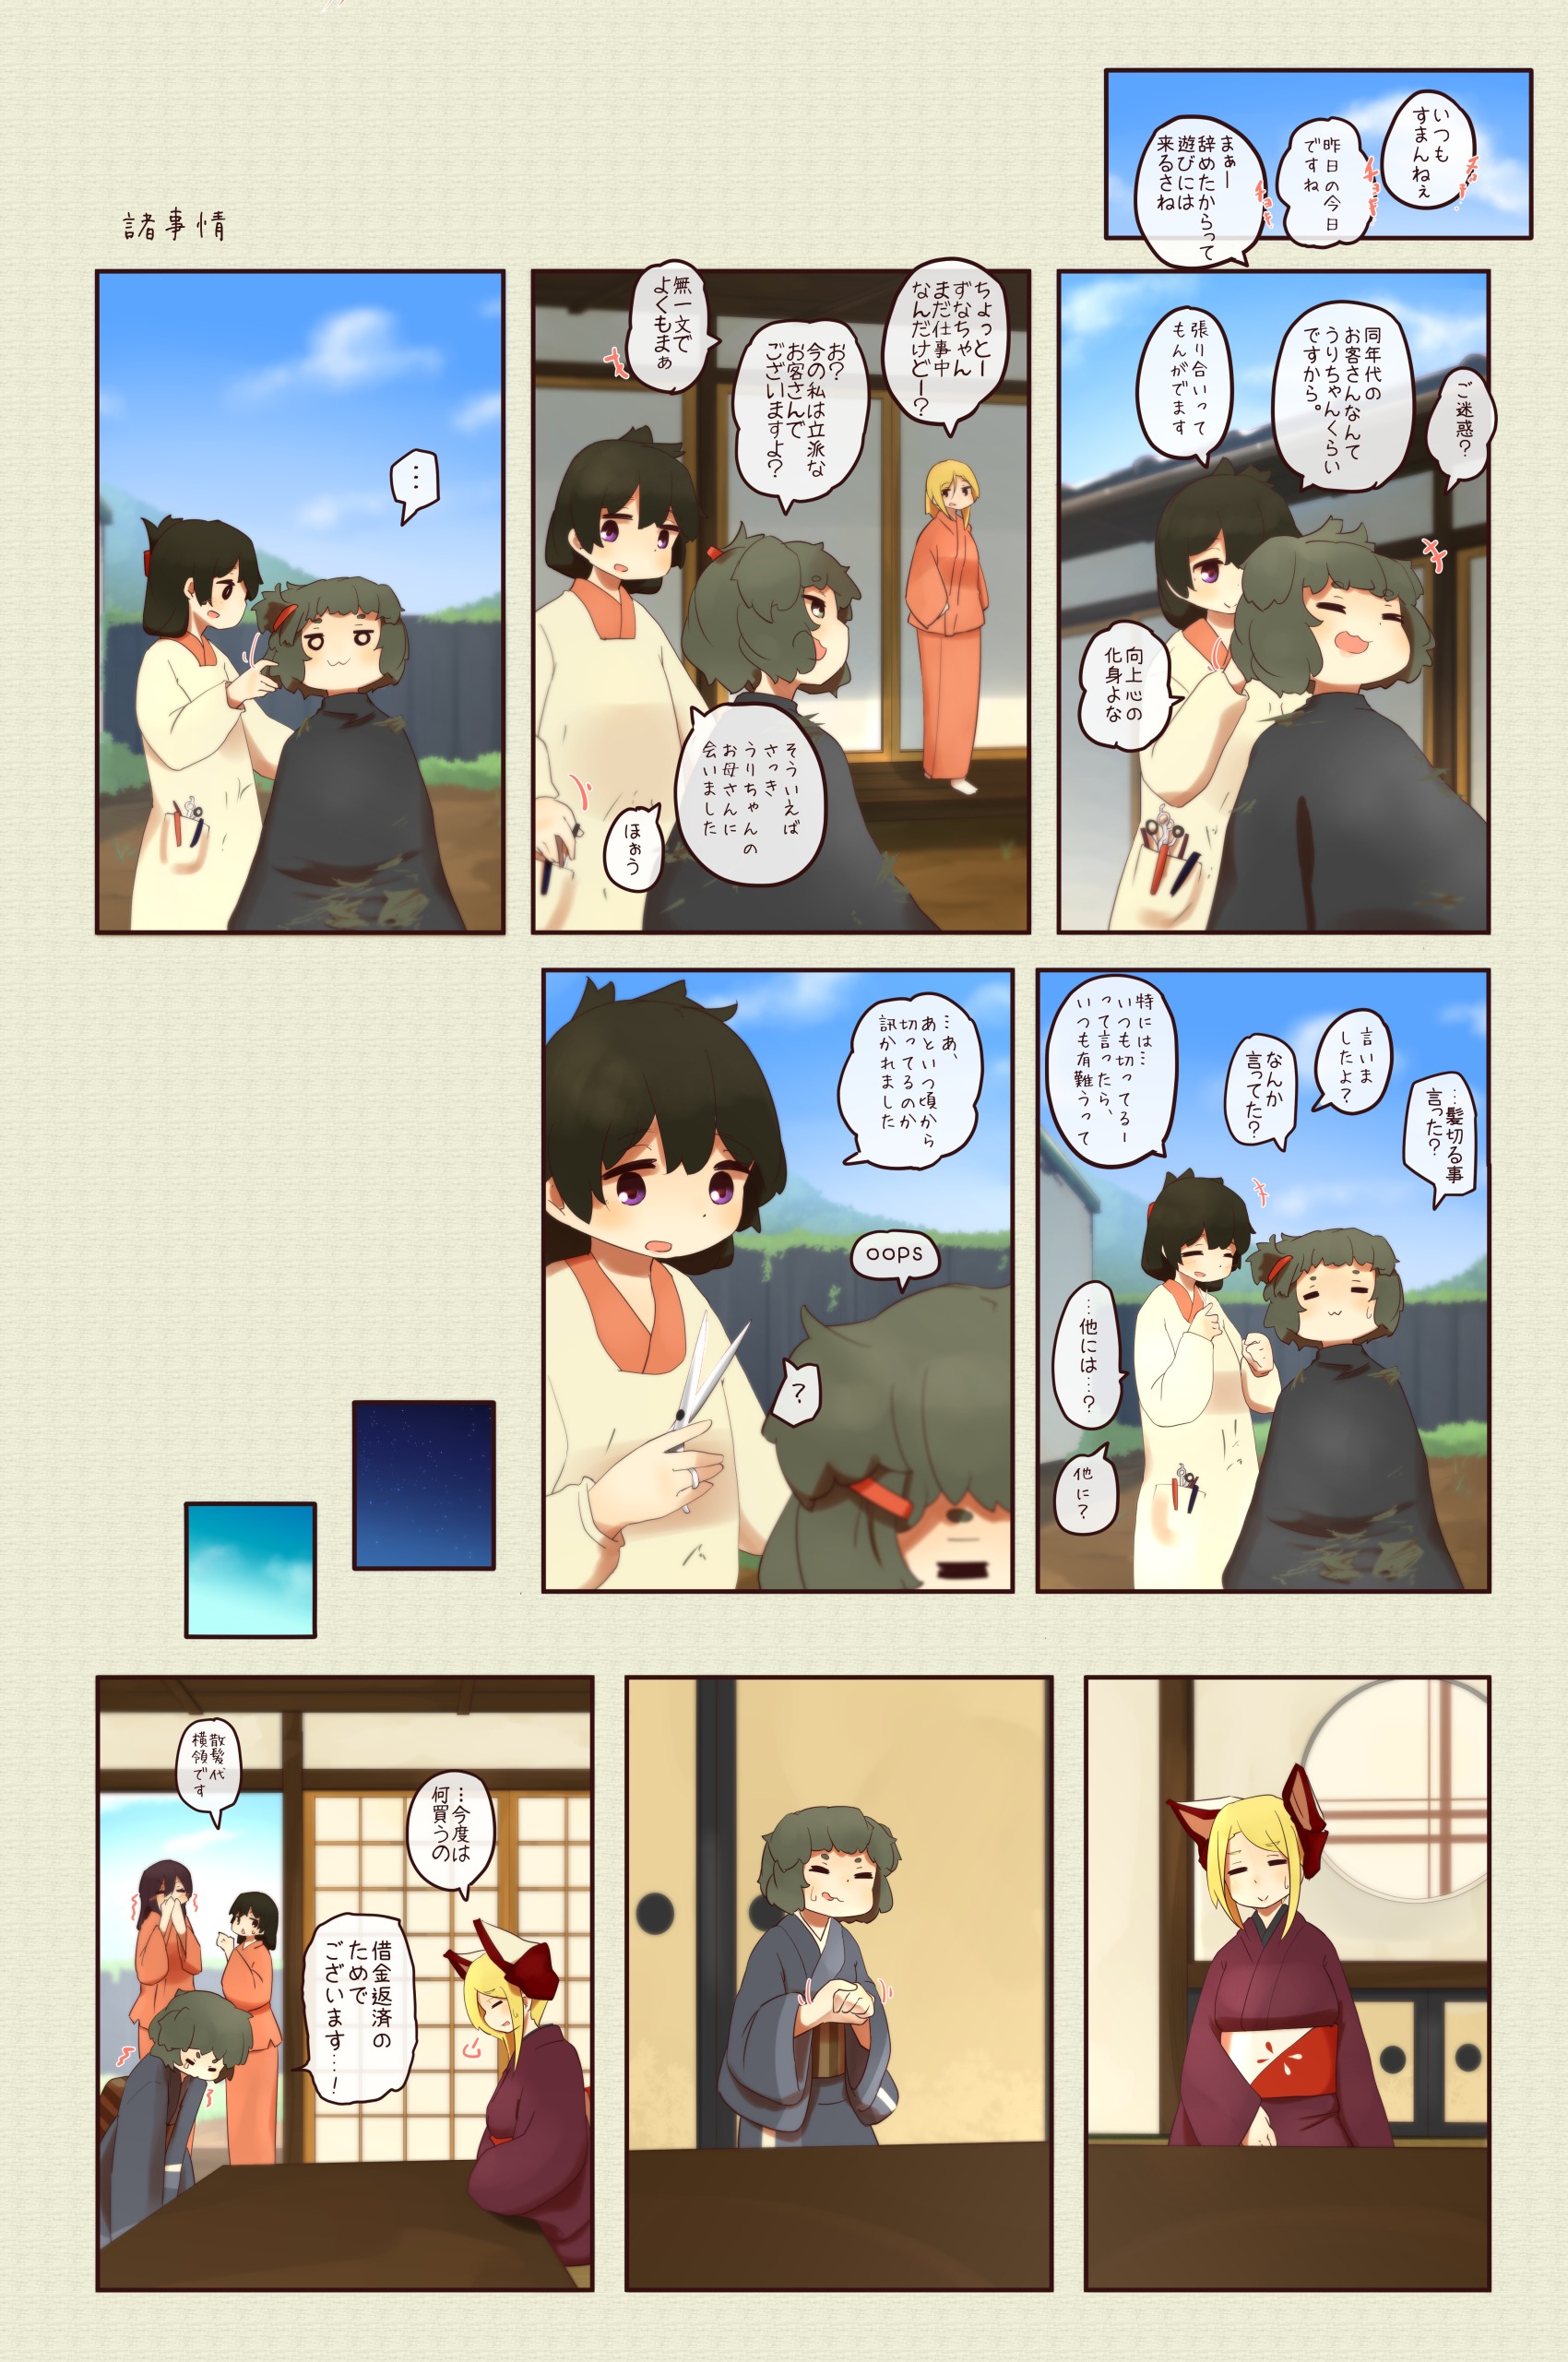 いつも
すまんねぇ
チョキ
昨日の今日
ですね
チョキ
まぁー
辞めたからって
遊びには
来るさね
チョキ
諸事情
ご迷惑?
同年代の
お客さんなんて
うりちゃんくらい
ですから。
張り合いって
もんがでます
向上心の
化身よな
ちょっとー
ずなちゃん
まだ仕事中
なんだけどー?
お?
今の私は立派な
お客さんで
ございますよ?
無一文で
よくもまぁ
そういえば
さっき
うりちゃんの
お母さんに
会いました
ほぉう
…
…髪切る事
言った?
言いま
したよ?
なんか
言ってた?
特には…
いつも切ってるー
って言ったら、
いつも有難うって
…他には…?
他に?
…あ、
あといつ頃から
切ってるのか
訊かれました
oops
?
…今度は
何買うの
借金返済の
ためで
ございます…!
散髪代
横領です